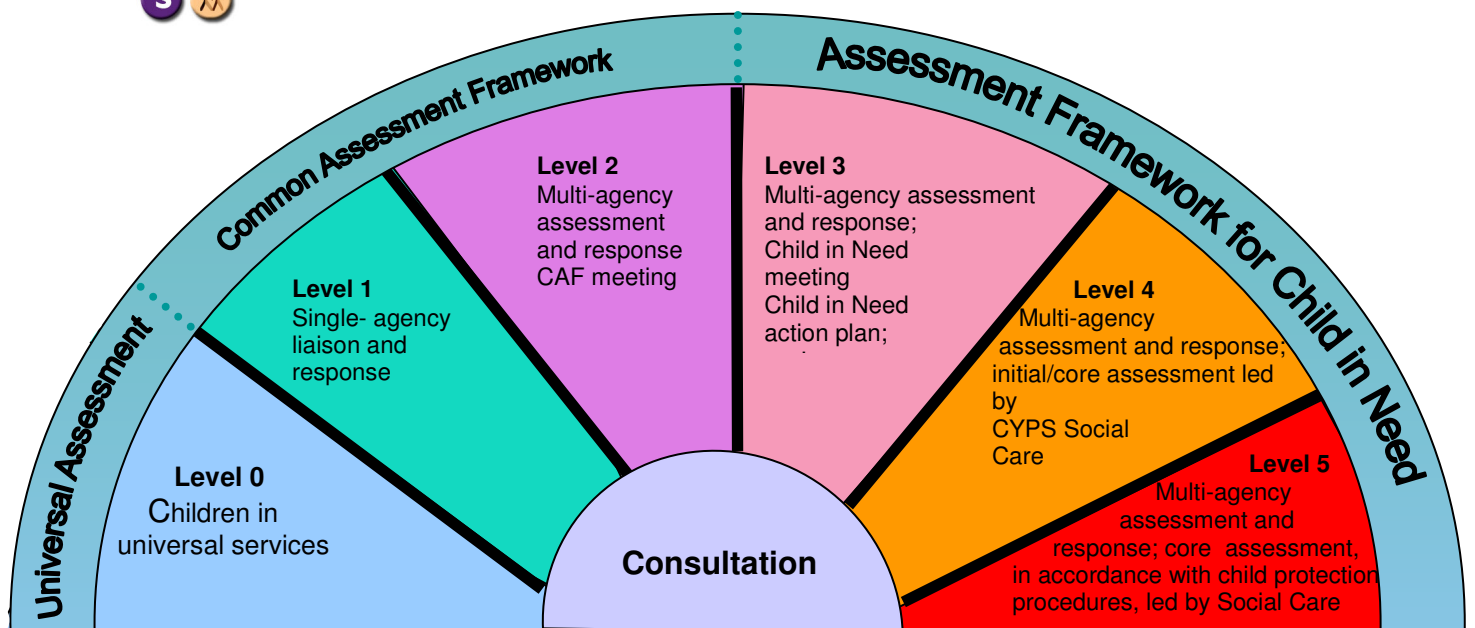 S
Universal Assessment
Common Assessment Framework
Assessment Framework for Child in Need
Level 0
Children in
universal services
Level 1
Single- agency
liaison and
response
Level 2
Multi-agency
assessment
and response
CAF meeting
Level 3
Multi-agency assessment
and response;
Child in Need
meeting
Child in Need
action plan;
Level 4
Multi-agency
assessment and response;
initial/core assessment led
by
CYPS Social
Care
Level 5
Multi-agency
assessment and
response; core assessment,
in accordance with child protection
procedures, led by Social Care
Consultation